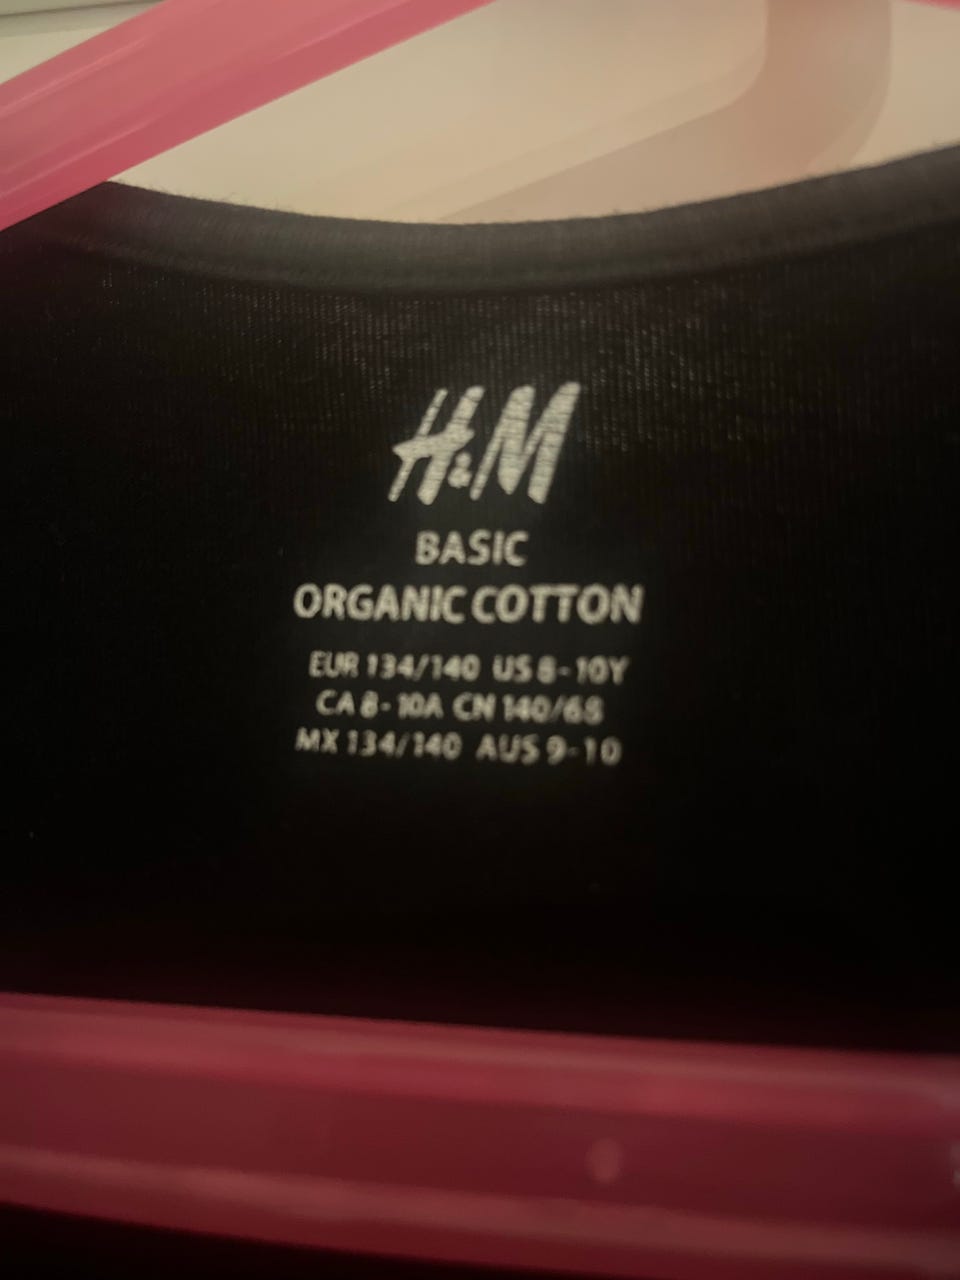 H&M
BASIC
ORGANIC COTTON
EUR 134/140 US 8-10Y
CA 8-10A CN 140/68
MX 134/140 AUS 9-10